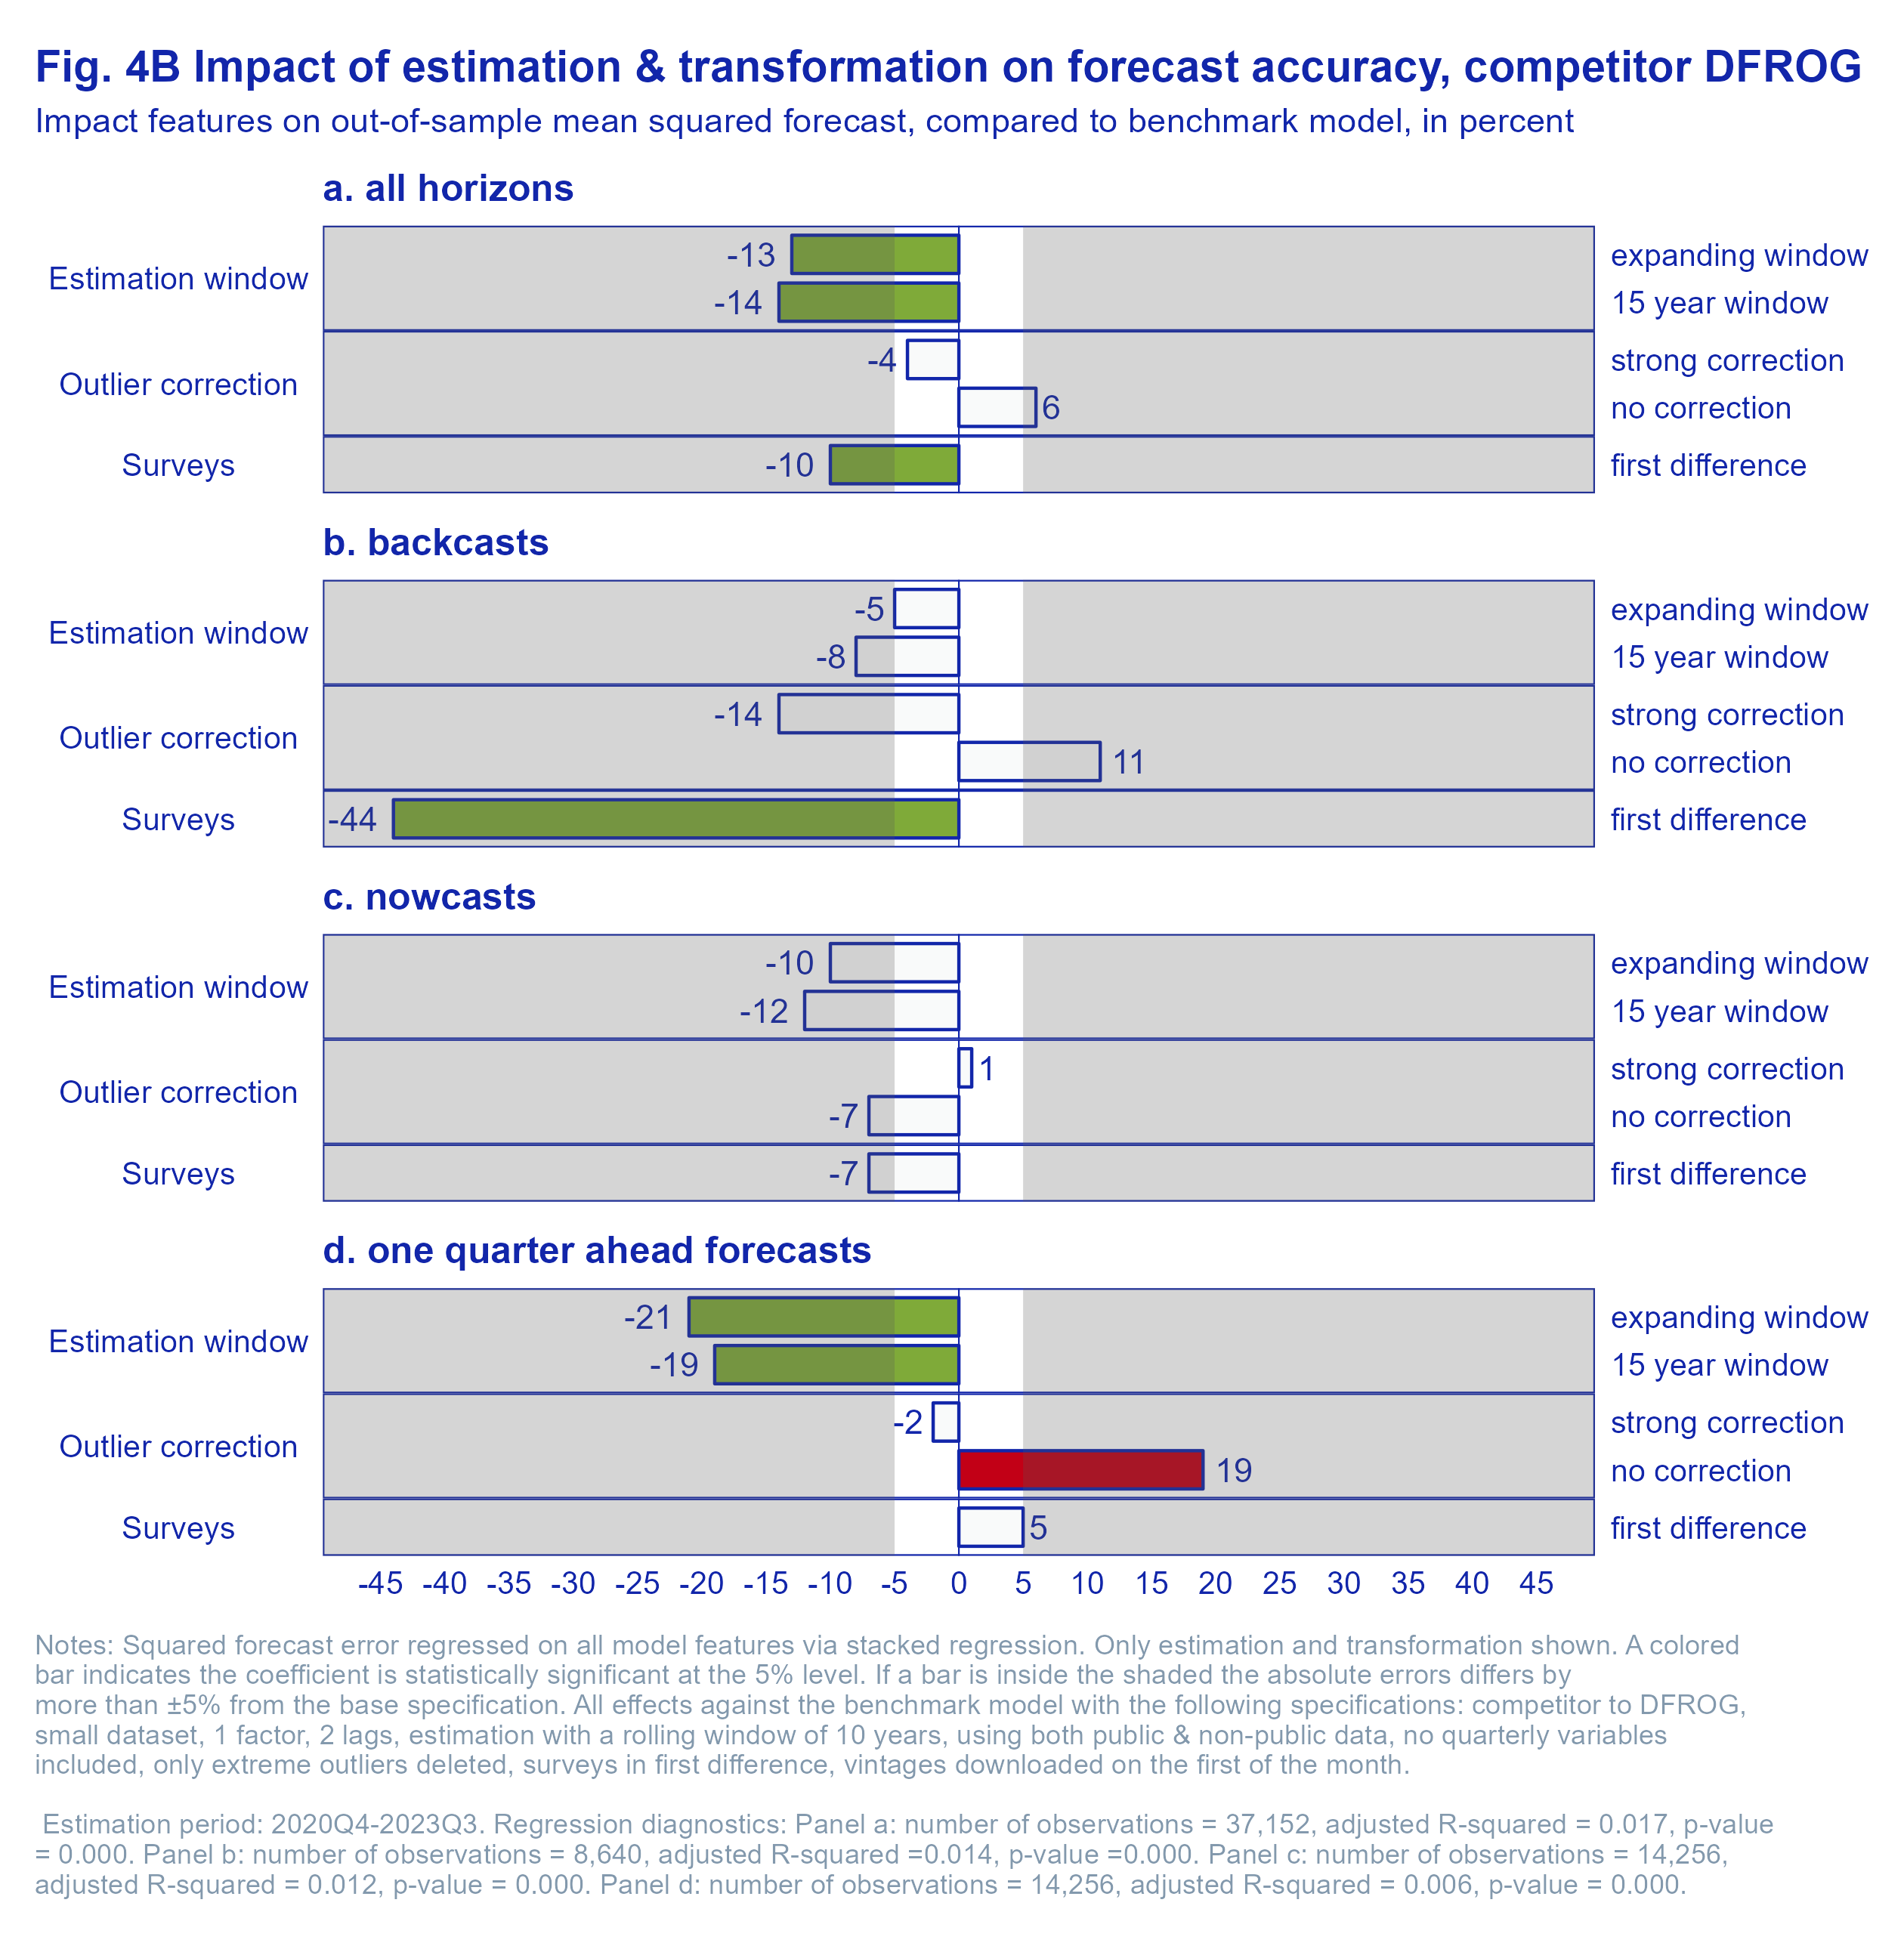 Fig. 4B Impact of estimation & transformation on forecast accuracy, competitor DFROG
Impact features on out-of-sample mean squared forecast, compared to benchmark model, in percent
a. all horizons
Estimation window
-13
expanding window
-14
15 year window
Outlier correction
-4
strong correction
6
no correction
Surveys
-10
first difference
b. backcasts
Estimation window
-5
expanding window
-8
15 year window
Outlier correction
-14
strong correction
11
no correction
Surveys
-44
first difference
c. nowcasts
Estimation window
-10
expanding window
-12
15 year window
Outlier correction
1
strong correction
-7
no correction
Surveys
-7
first difference
d. one quarter ahead forecasts
Estimation window
-21
expanding window
-19
15 year window
Outlier correction
-2
strong correction
19
no correction
Surveys
5
first difference
-45 -40 -35 -30 -25 -20 -15 -10 -5 0 5 10 15 20 25 30 35 40 45
Notes: Squared forecast error regressed on all model features via stacked regression. Only estimation and transformation shown. A colored
bar indicates the coefficient is statistically significant at the 5% level. If a bar is inside the shaded the absolute errors differs by
more than ±5% from the base specification. All effects against the benchmark model with the following specifications: competitor to DFROG,
small dataset, 1 factor, 2 lags, estimation with a rolling window of 10 years, using both public & non-public data, no quarterly variables
included, only extreme outliers deleted, surveys in first difference, vintages downloaded on the first of the month.
Estimation period: 2020Q4-2023Q3. Regression diagnostics: Panel a: number of observations = 37,152, adjusted R-squared = 0.017, p-value
= 0.000. Panel b: number of observations = 8,640, adjusted R-squared =0.014, p-value =0.000. Panel c: number of observations = 14,256,
adjusted R-squared = 0.012, p-value = 0.000. Panel d: number of observations = 14,256, adjusted R-squared = 0.006, p-value = 0.000.